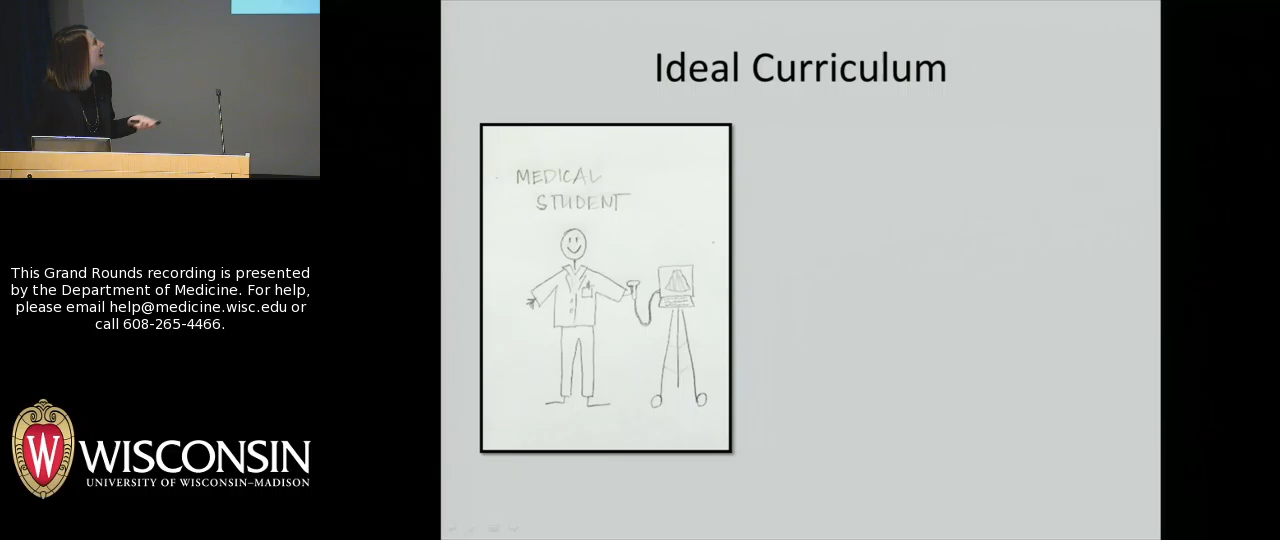 Ideal Curriculum
MEDICAL
STUDENT
This Grand Rounds recording is presented
by the Department of Medicine. For help,
please email help@medicine.wisc.edu or
call 608-265-4466.
W
WISCONSIN
UNIVERSITY OF WISCONSIN–MADISON